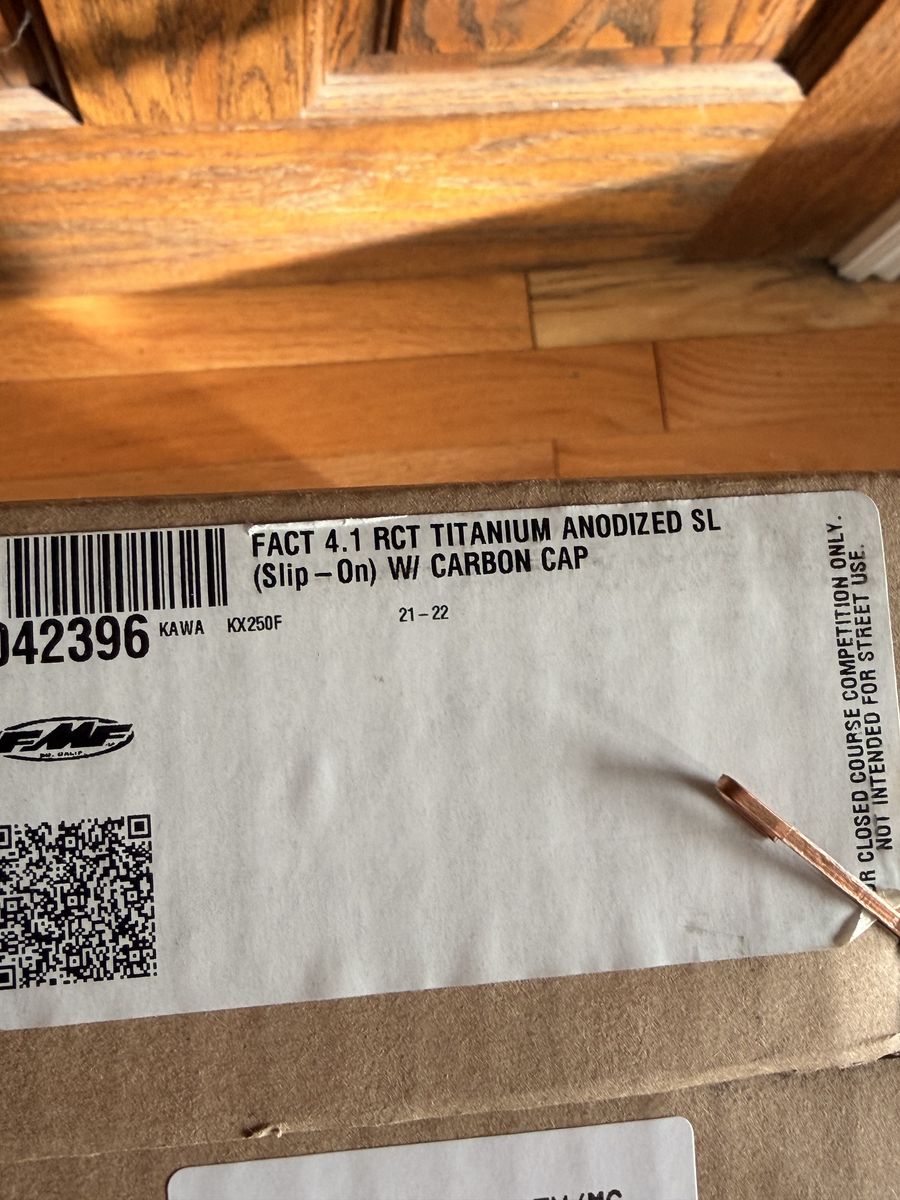 FACT 4.1 RCT TITANIUM ANODIZED SL
(Slip-On) W/ CARBON CAP
042396 KAWA KX250F 21-22
FMF
CLOSED COURSE COMPETITION ONLY.
NOT INTENDED FOR STREET USE.